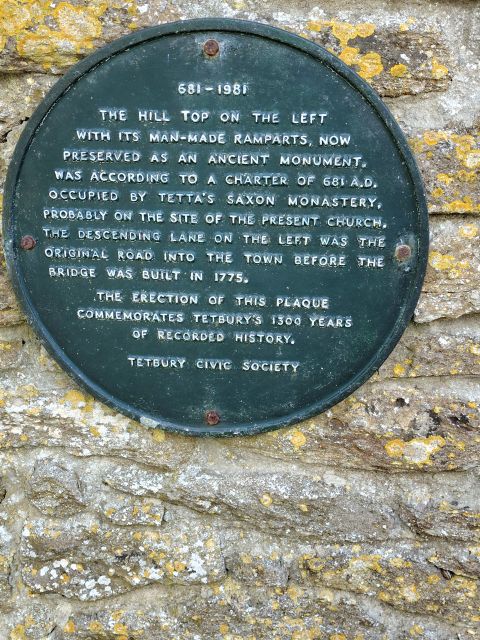 681-1981
THE HILL TOP ON THE LEFT
WITH ITS MAN-MADE RAMPARTS, NOW
PRESERVED AS AN ANCIENT MONUMENT,
WAS ACCORDING TO A CHARTER OF 681 A.D.
OCCUPIED BY TETTA'S SAXON MONASTERY,
PROBABLY ON THE SITE OF THE PRESENT CHURCH.
THE DESCENDING LANE ON THE LEFT WAS THE
ORIGINAL ROAD INTO THE TOWN BEFORE THE
BRIDGE WAS BUILT IN 1775.
THE ERECTION OF THIS PLAQUE
COMMEMORATES TETBURY'S 1300 YEARS
OF RECORDED HISTORY.
TETBURY CIVIC SOCIETY